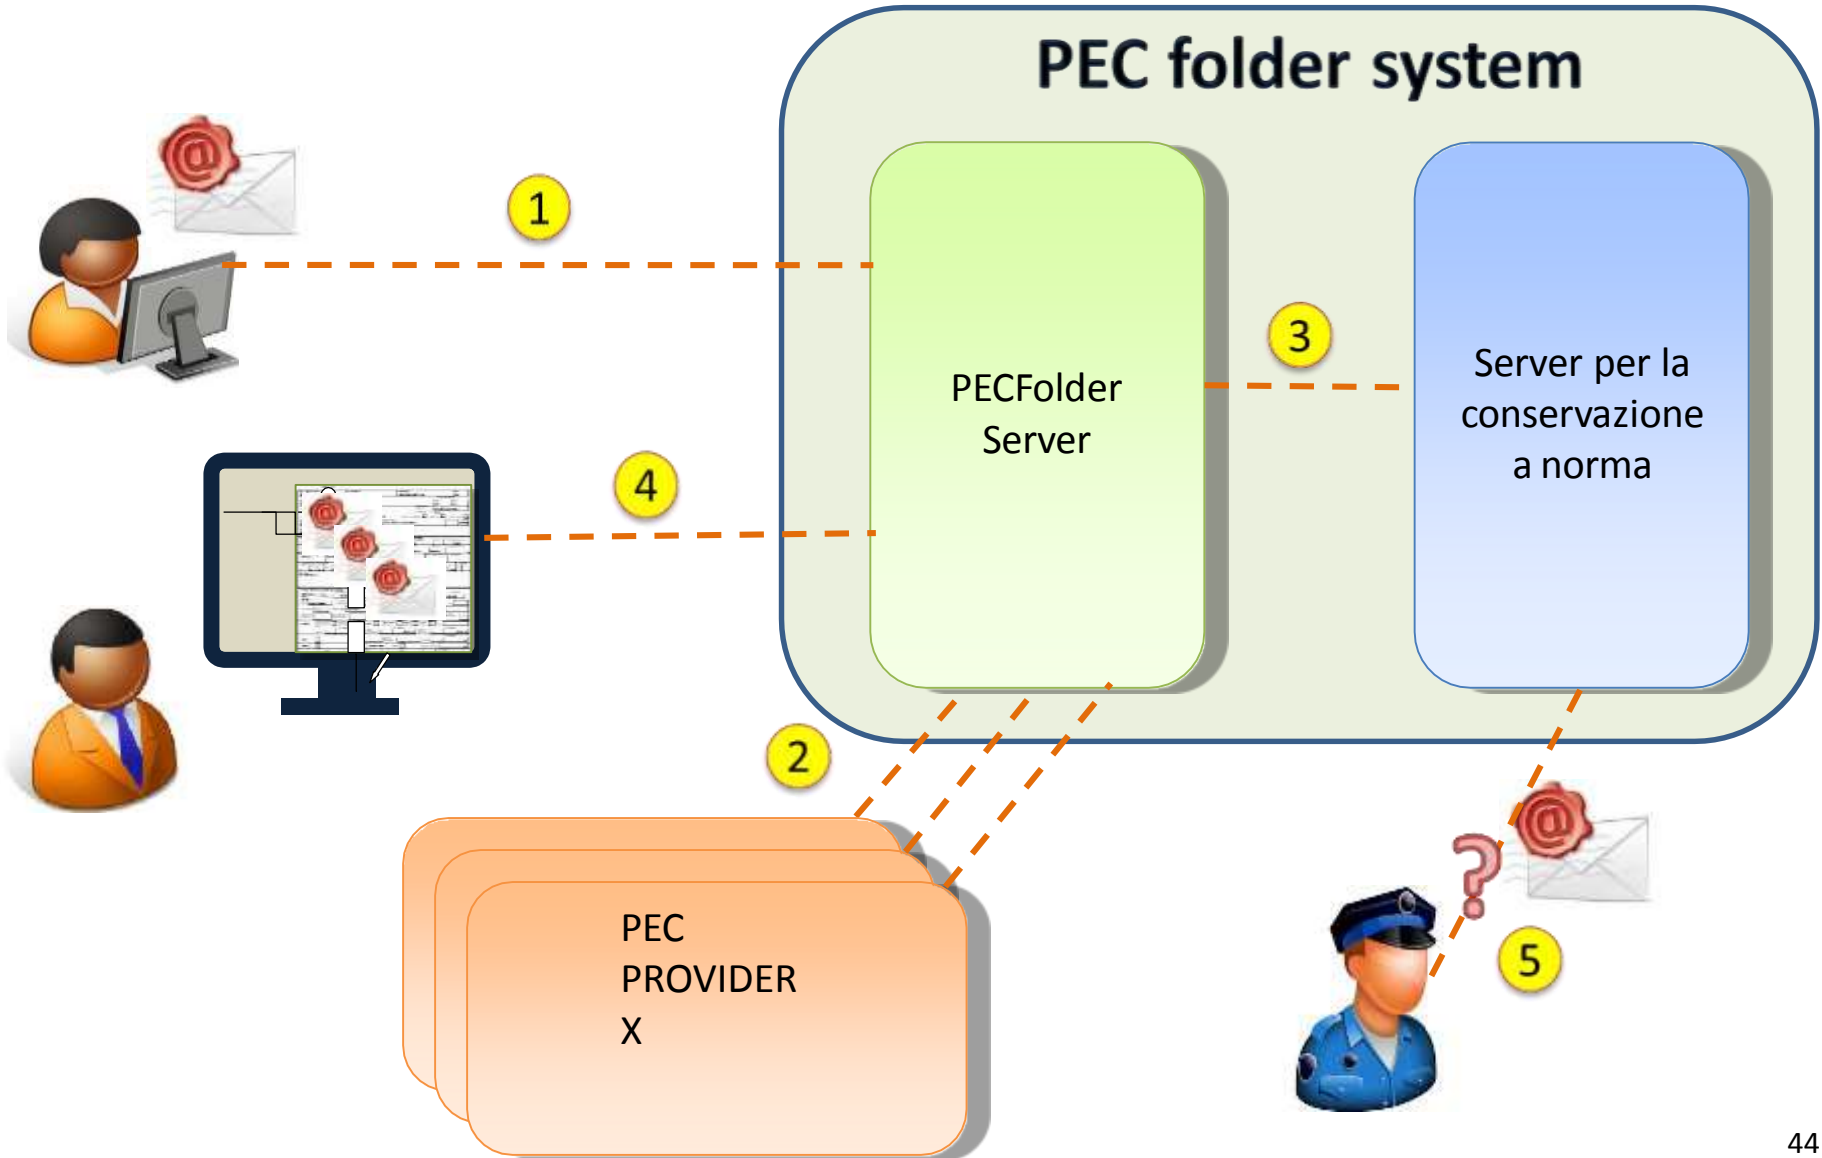 PEC folder system
1
3
PECFolder
Server
Server per la
conservazione
a norma
4
2
PEC
PROVIDER
X
5
44